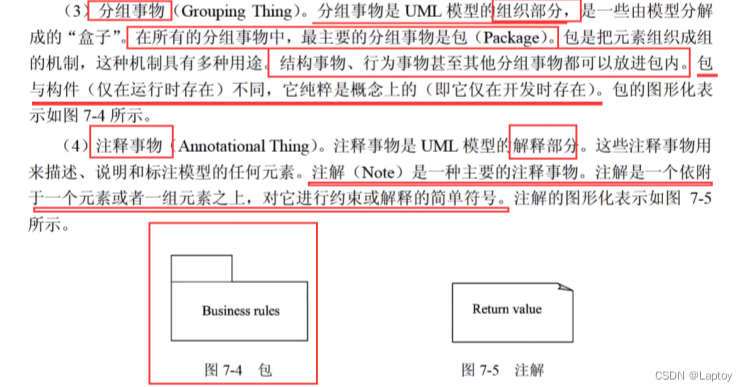 （3）分组事物（Grouping Thing）。分组事物是 UML 模型的组织部分，是一些由模型分解
成的“盒子”。在所有的分组事物中，最主要的分组事物是包（Package）。包是把元素组织成组
的机制，这种机制具有多种用途。结构事物、行为事物甚至其他分组事物都可以放进包内。包
与构件（仅在运行时存在）不同，它纯粹是概念上的（即它仅在开发时存在）。包的图形化表
示如图 7-4 所示。
（4）注释事物（Annotational Thing）。注释事物是 UML 模型的解释部分。这些注释事物用
来描述、说明和标注模型的任何元素。注解（Note）是一种主要的注释事物。注解是一个依附
于一个元素或者一组元素之上，对它进行约束或解释的简单符号。注解的图形化表示如图 7-5
所示。
Business rules
Return value
图 7-4 包
图 7-5 注解
CSDN @Laptoy